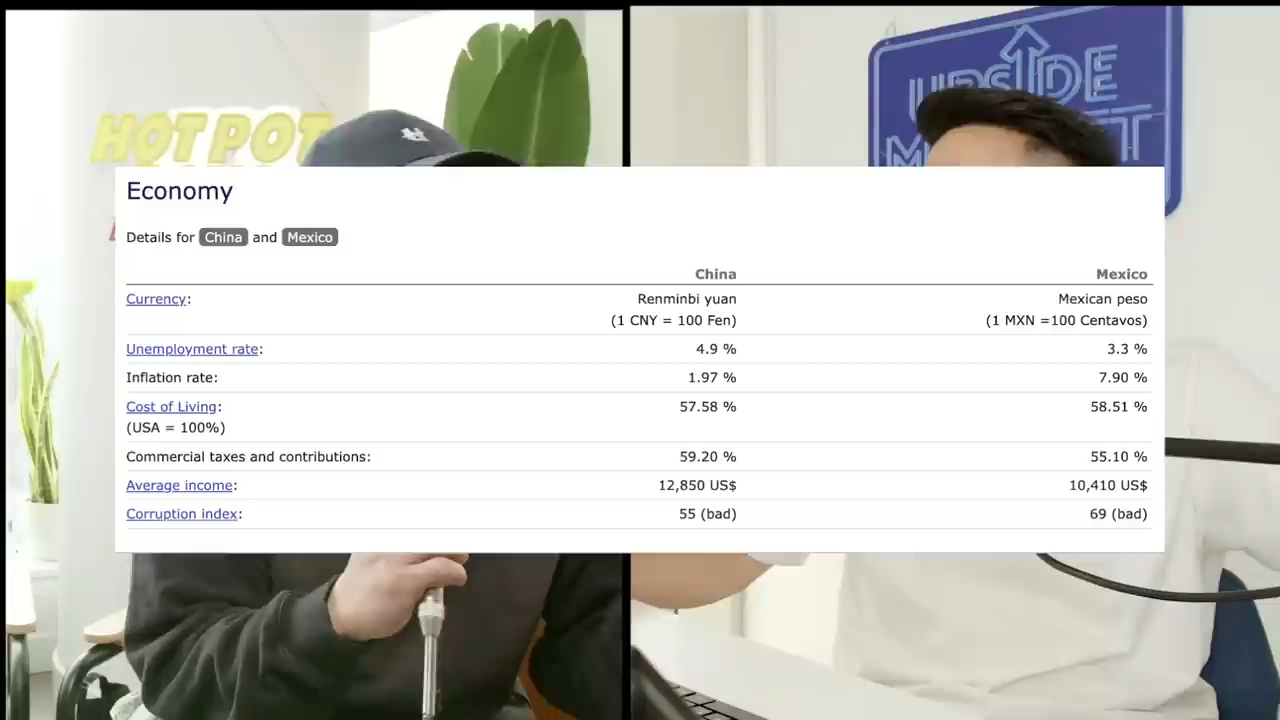 HOT POT
UPSIDE
Economy
Details for China and Mexico
China Mexico
Currency: Renminbi yuan Mexican peso
(1 CNY = 100 Fen) (1 MXN =100 Centavos)
Unemployment rate: 4.9 % 3.3 %
Inflation rate: 1.97 % 7.90 %
Cost of Living: 57.58 % 58.51 %
(USA = 100%)
Commercial taxes and contributions: 59.20 % 55.10 %
Average income: 12,850 US$ 10,410 US$
Corruption index: 55 (bad) 69 (bad)